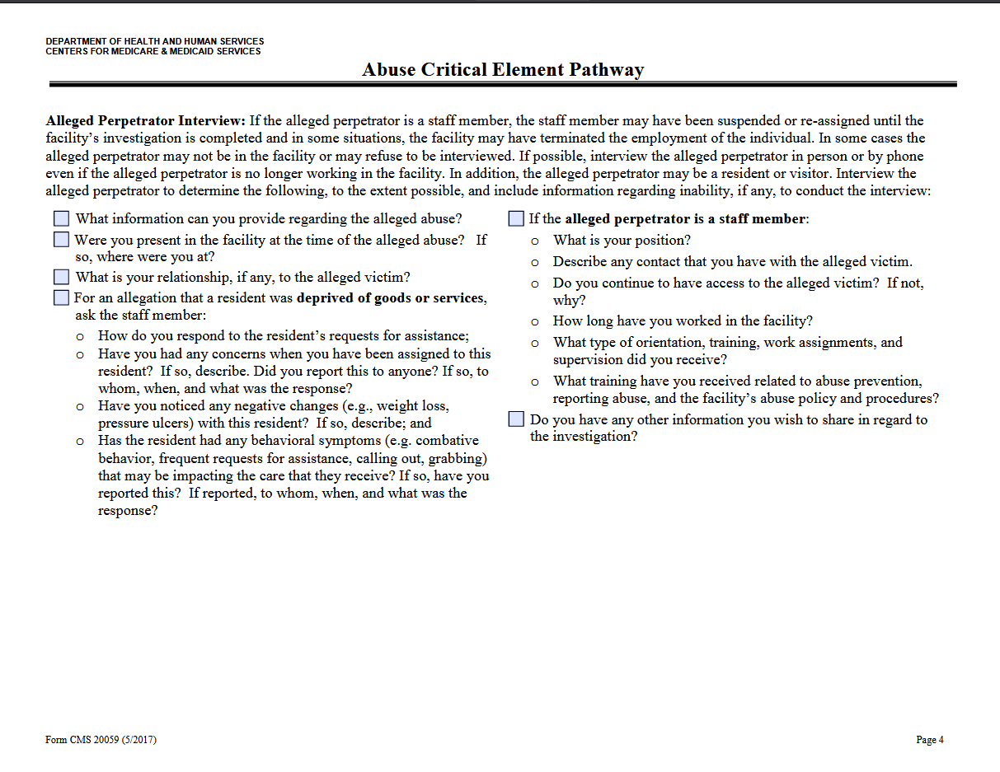 DEPARTMENT OF HEALTH AND HUMAN SERVICES
CENTERS FOR MEDICARE & MEDICAID SERVICES
Abuse Critical Element Pathway
Alleged Perpetrator Interview: If the alleged perpetrator is a staff member, the staff member may have been suspended or re-assigned until the
facility’s investigation is completed and in some situations, the facility may have terminated the employment of the individual. In some cases the
alleged perpetrator may not be in the facility or may refuse to be interviewed. If possible, interview the alleged perpetrator in person or by phone
even if the alleged perpetrator is no longer working in the facility. In addition, the alleged perpetrator may be a resident or visitor. Interview the
alleged perpetrator to determine the following, to the extent possible, and include information regarding inability, if any, to conduct the interview:
What information can you provide regarding the alleged abuse?
Were you present in the facility at the time of the alleged abuse? If
so, where were you at?
What is your relationship, if any, to the alleged victim?
For an allegation that a resident was deprived of goods or services,
ask the staff member:
o How do you respond to the resident’s requests for assistance;
o Have you had any concerns when you have been assigned to this
resident? If so, describe. Did you report this to anyone? If so, to
whom, when, and what was the response?
o Have you noticed any negative changes (e.g., weight loss,
pressure ulcers) with this resident? If so, describe; and
o Has the resident had any behavioral symptoms (e.g. combative
behavior, frequent requests for assistance, calling out, grabbing)
that may be impacting the care that they receive? If so, have you
reported this? If reported, to whom, when, and what was the
response?
If the alleged perpetrator is a staff member:
o What is your position?
o Describe any contact that you have with the alleged victim.
o Do you continue to have access to the alleged victim? If not,
why?
o How long have you worked in the facility?
o What type of orientation, training, work assignments, and
supervision did you receive?
o What training have you received related to abuse prevention,
reporting abuse, and the facility’s abuse policy and procedures?
Do you have any other information you wish to share in regard to
the investigation?
Form CMS 20059 (5/2017)
Page 4